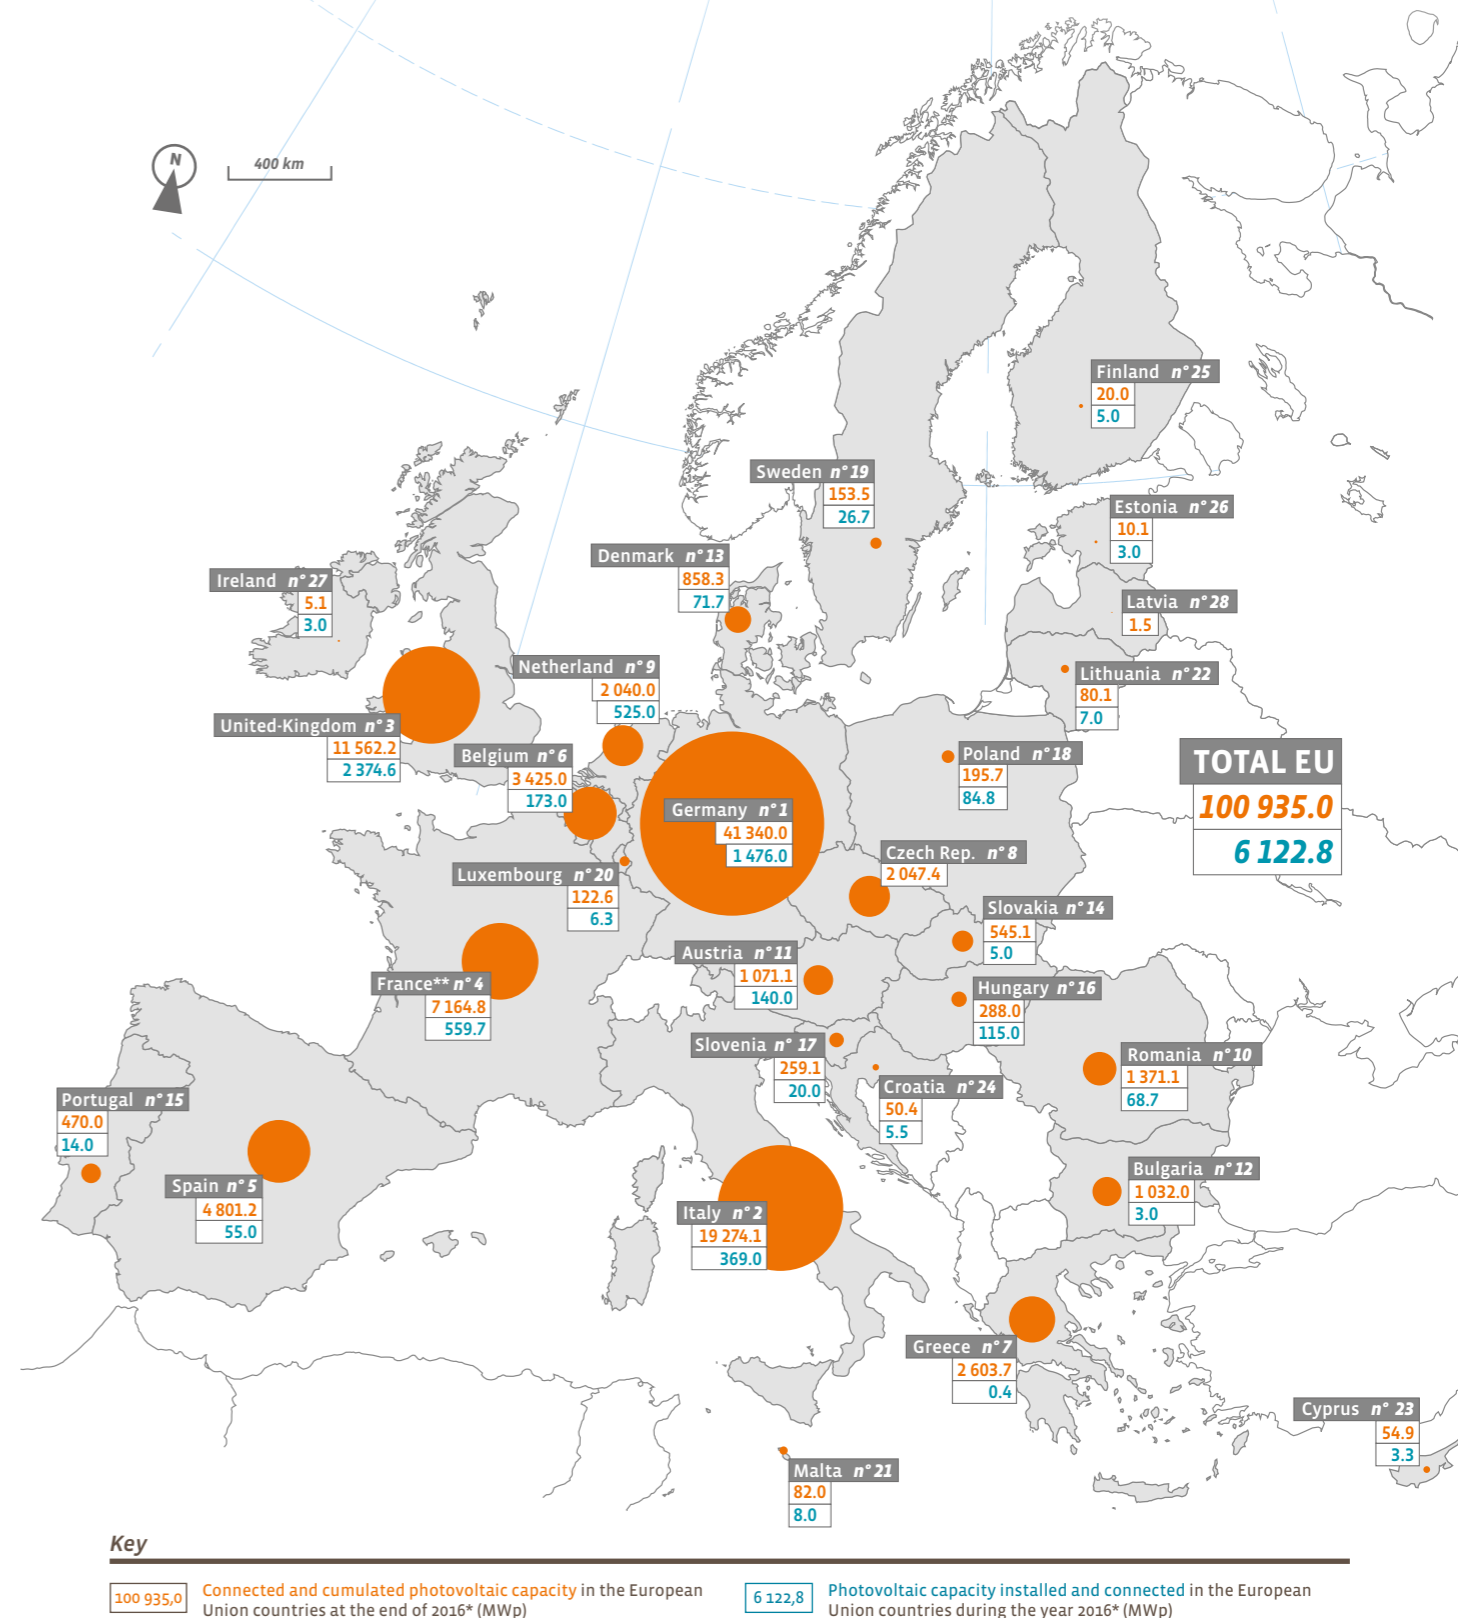 N
400 km
Finland n° 25
20.0
5.0
Sweden n° 19
153.5
26.7
Estonia n° 26
10.1
3.0
Denmark n° 13
858.3
71.7
Ireland n° 27
5.1
3.0
Latvia n° 28
1.5
Netherland n° 9
2 040.0
525.0
Lithuania n° 22
80.1
7.0
United-Kingdom n° 3
11 562.2
2 374.6
Belgium n° 6
3 425.0
173.0
Poland n° 18
195.7
84.8
TOTAL EU
100 935.0
6 122.8
Germany n° 1
41 340.0
1 476.0
Czech Rep. n° 8
2 047.4
Luxembourg n° 20
122.6
6.3
Slovakia n° 14
545.1
5.0
Austria n° 11
1 071.1
140.0
France** n° 4
7 164.8
559.7
Hungary n° 16
288.0
115.0
Slovenia n° 17
259.1
20.0
Romania n° 10
1 371.1
68.7
Croatia n° 24
50.4
5.5
Portugal n° 15
470.0
14.0
Spain n° 5
4 801.2
55.0
Bulgaria n° 12
1 032.0
3.0
Italy n° 2
19 274.1
369.0
Greece n° 7
2 603.7
0.4
Cyprus n° 23
54.9
3.3
Malta n° 21
82.0
8.0
Key
100 935,0
Connected and cumulated photovoltaic capacity in the European
Union countries at the end of 2016* (MWp)
6 122,8
Photovoltaic capacity installed and connected in the European
Union countries during the year 2016* (MWp)